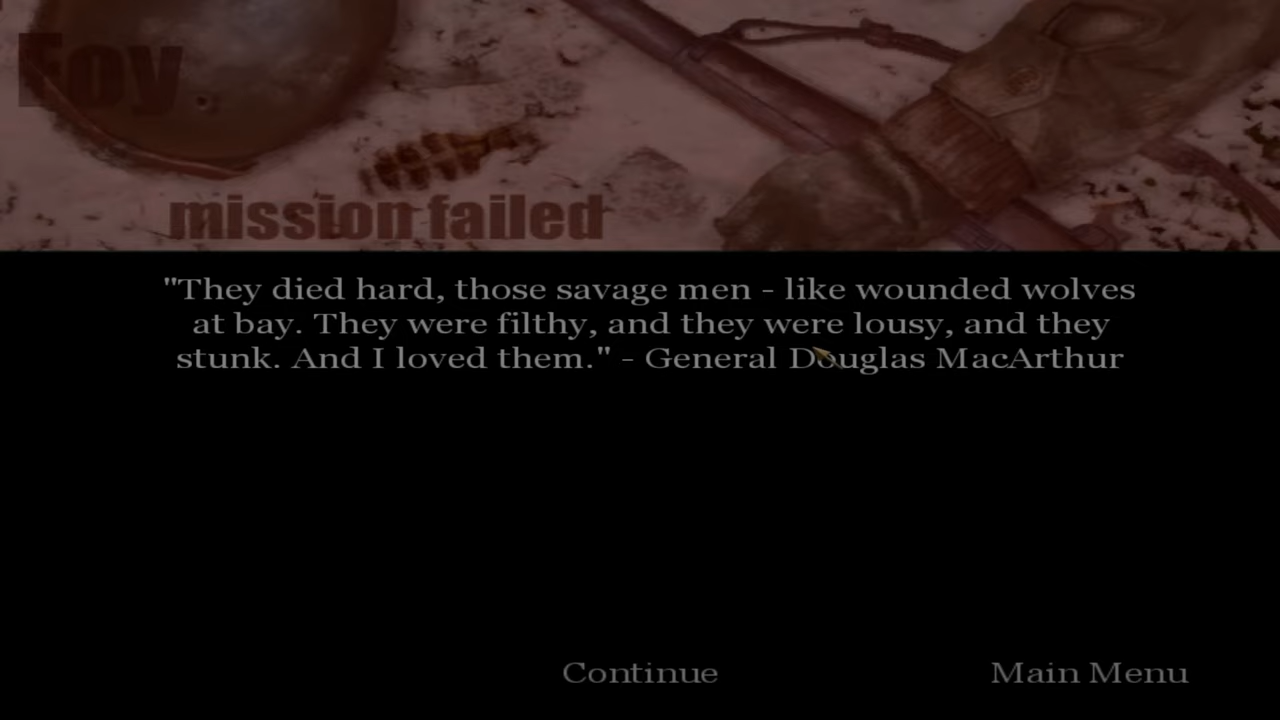 Foy
mission failed
"They died hard, those savage men - like wounded wolves
at bay. They were filthy, and they were lousy, and they
stunk. And I loved them." - General Douglas MacArthur
Continue
Main Menu